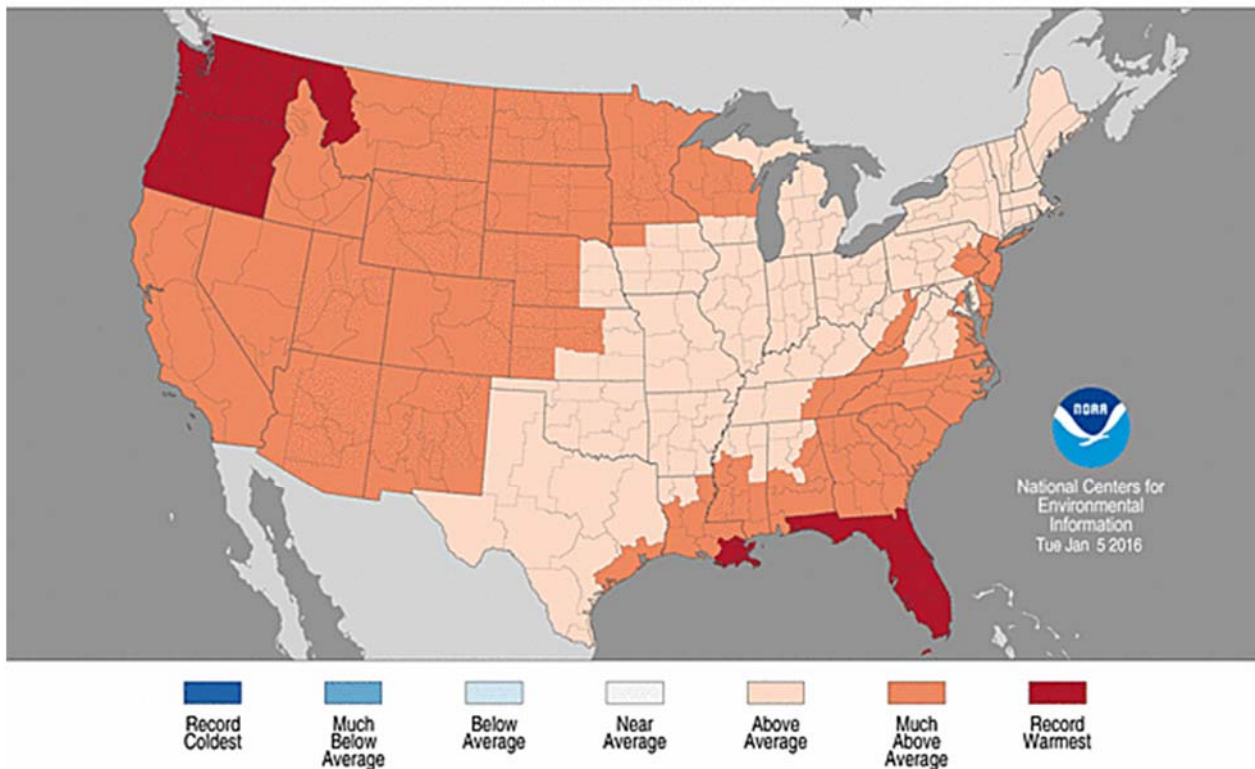 NOAA
National Centers for
Environmental
Information
Tue Jan 5 2016
Record
Coldest
Much
Below
Average
Below
Average
Near
Average
Above
Average
Much
Above
Average
Record
Warmest